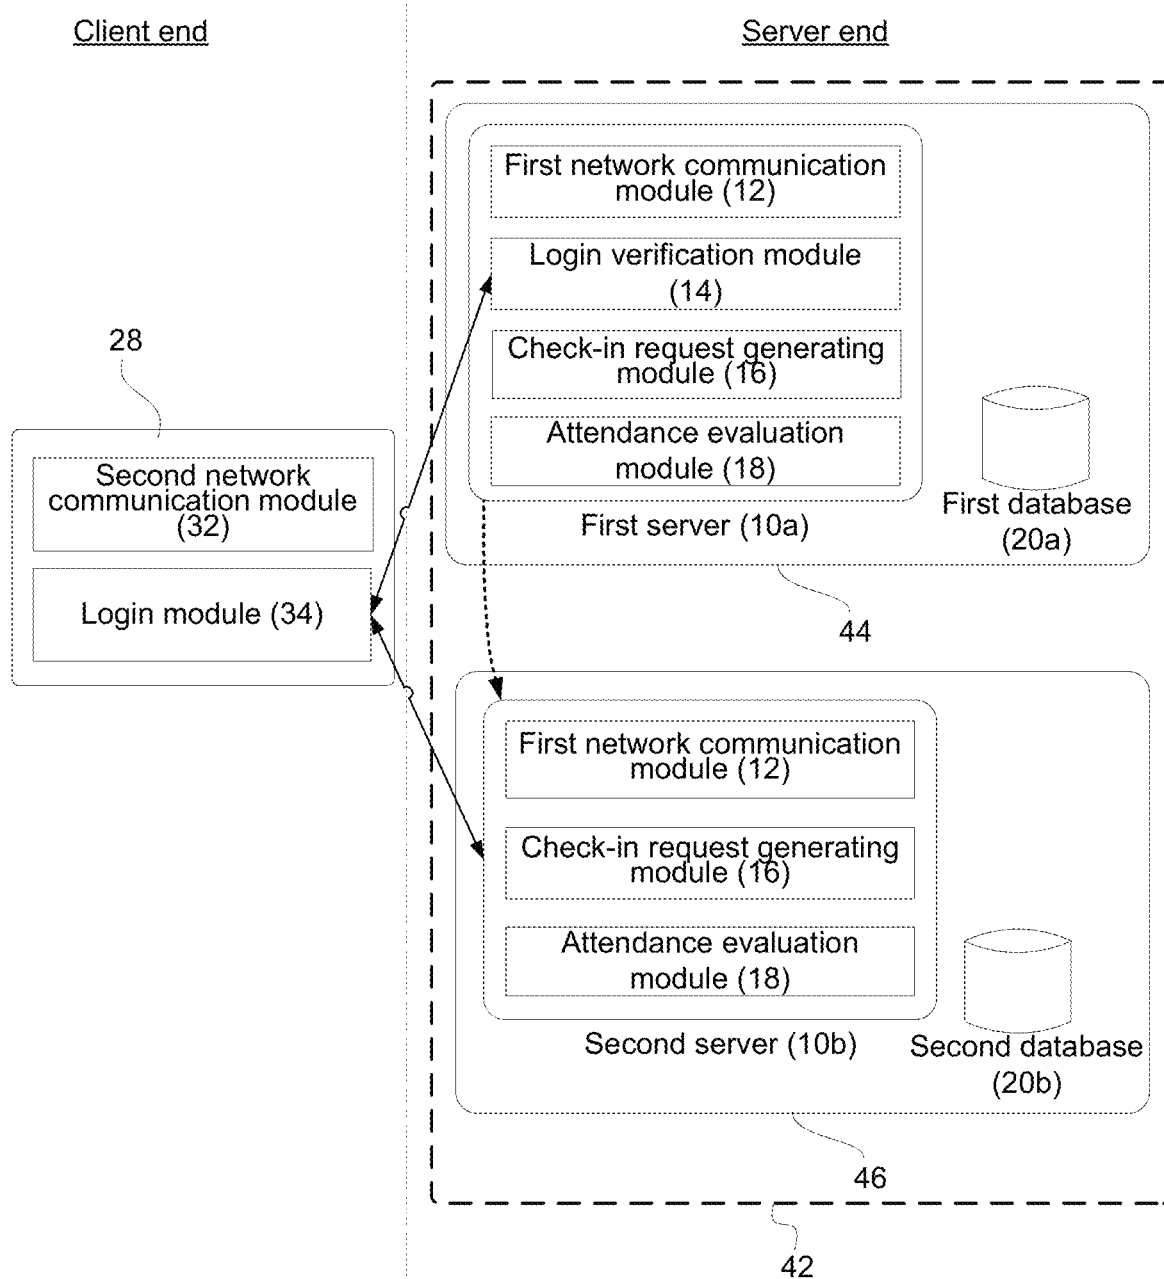 Client end
Server end
First network communication
module (12)
Login verification module
(14)
Check-in request generating
module (16)
Attendance evaluation
module (18)
First server (10a)
First database
(20a)
44
28
Second network
communication module
(32)
Login module (34)
First network communication
module (12)
Check-in request generating
module (16)
Attendance evaluation
module (18)
Second server (10b)
Second database
(20b)
46
42